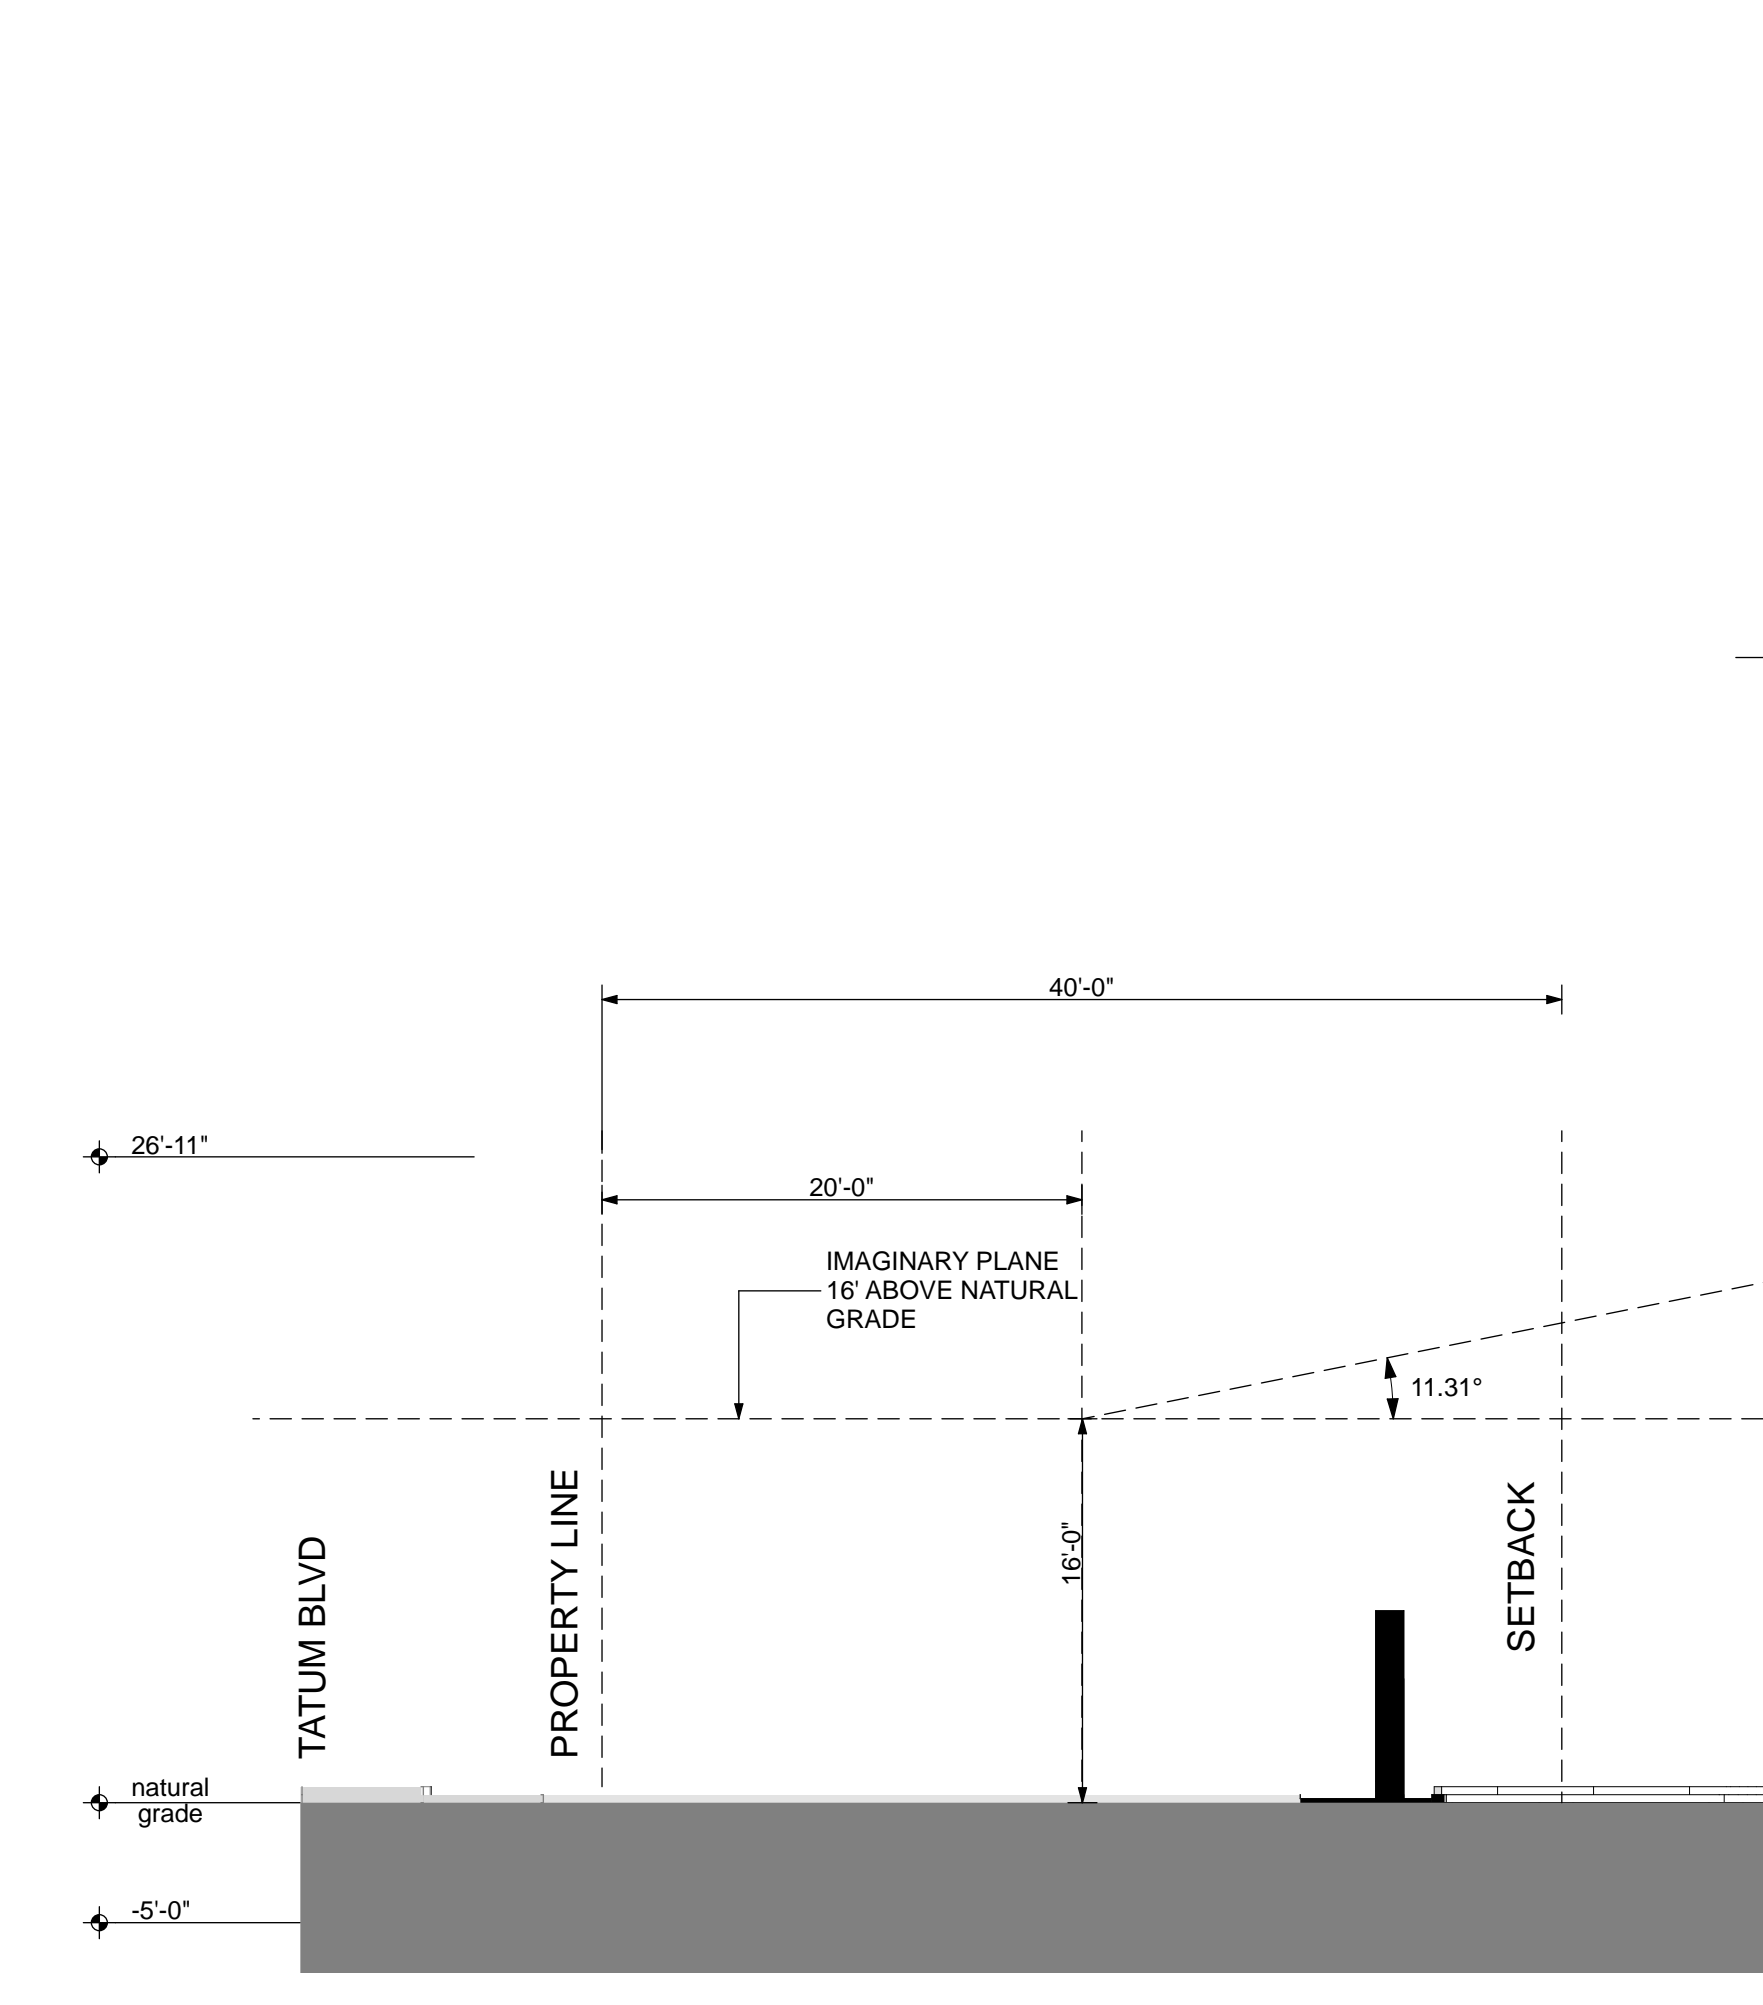 40'-0"
26'-11"
20'-0"
IMAGINARY PLANE
16' ABOVE NATURAL
GRADE
11.31°
TATUM BLVD
PROPERTY LINE
16'-0"
SETBACK
natural
grade
-5'-0"